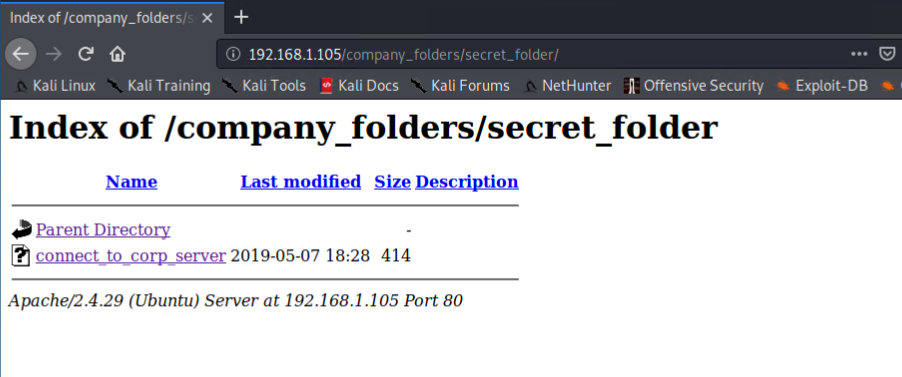 Index of /company_folders/s
192.168.1.105/company_folders/secret_folder/
Kali Linux Kali Training Kali Tools Kali Docs Kali Forums NetHunter Offensive Security Exploit-DB
Index of /company_folders/secret_folder
Name Last modified Size Description
Parent Directory -
connect_to_corp_server 2019-05-07 18:28 414
Apache/2.4.29 (Ubuntu) Server at 192.168.1.105 Port 80